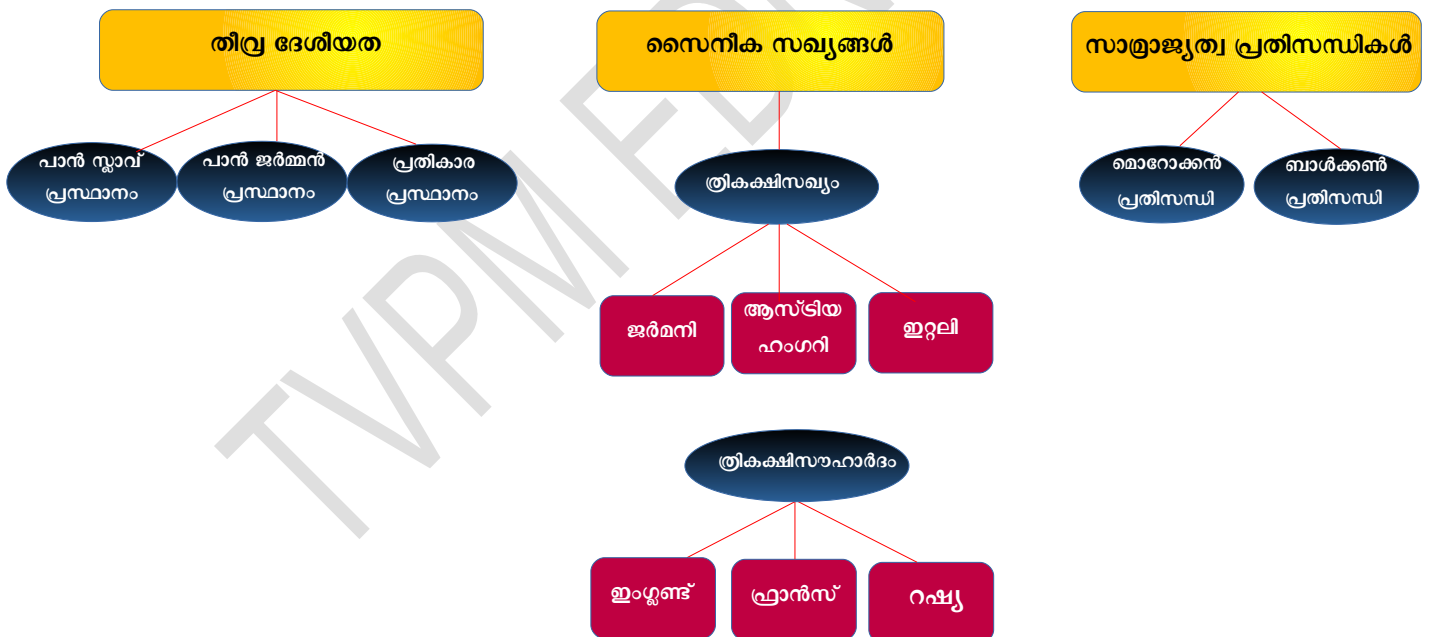 തീവ്ര ദേശീയത
സൈനീക സഖ്യങ്ങൾ
സാമ്രാജ്യത്വ പ്രതിസന്ധികൾ
പാൻ സ്ലാവ്
പ്രസ്ഥാനം
പാൻ ജർമ്മൻ
പ്രസ്ഥാനം
പ്രതികാര
പ്രസ്ഥാനം
ത്രികക്ഷിസഖ്യം
മൊറോക്കൻ
പ്രതിസന്ധി
ബാൾക്കൺ
പ്രതിസന്ധി
ജർമനി
ആസ്ട്രിയ
ഹംഗറി
ഇറ്റലി
ത്രികക്ഷിസൗഹാർദം
ഇംഗ്ലണ്ട്
ഫ്രാൻസ്
റഷ്യ
TVPM